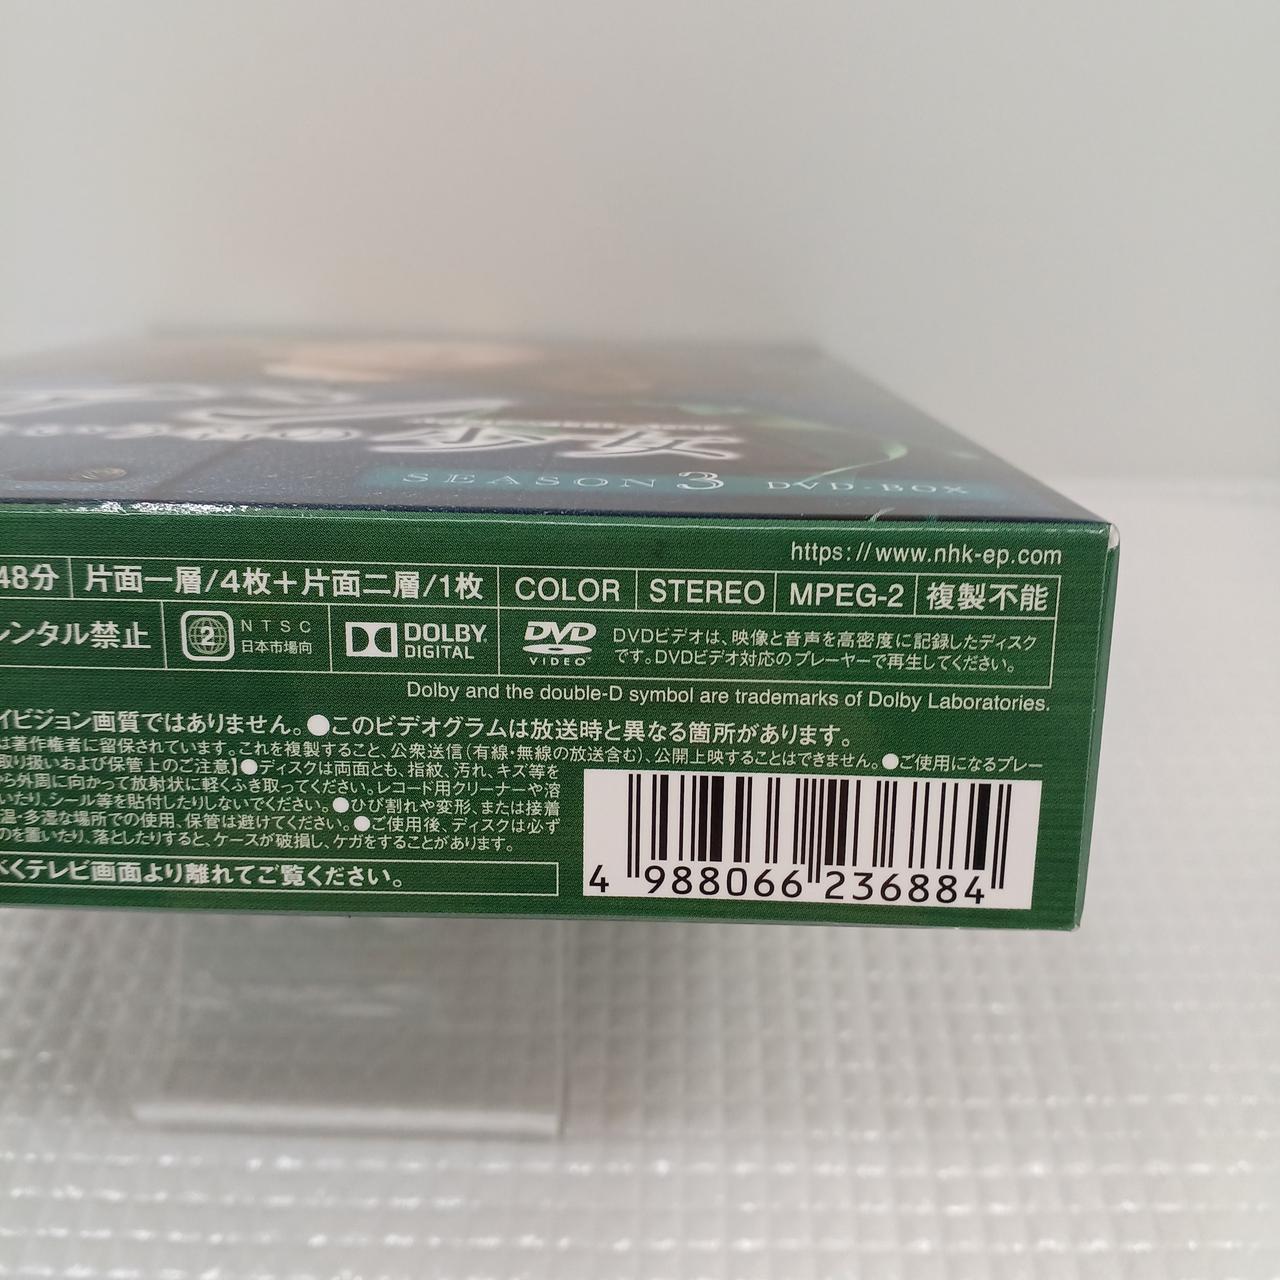 SEASON 3 DVD-BOX
https://www.nhk-ep.com
48分 片面一層/4枚+片面二層/1枚 COLOR STEREO MPEG-2 複製不能
レンタル禁止 2 NTSC 日本市場向 DOLBY DIGITAL DVD VIDEO DVDビデオは、映像と音声を高密度に記録したディスク
です。DVDビデオ対応のプレーヤーで再生してください。
Dolby and the double-D symbol are trademarks of Dolby Laboratories.
イビジョン画質ではありません。●このビデオグラムは放送時と異なる箇所があります。
は著作権者に留保されています。これを複製すること、公衆送信(有線・無線の放送含む)、公開上映することはできません。●ご使用になるプレー
取り扱いおよび保管上のご注意】●ディスクは両面とも、指紋、汚れ、キズ等を
ら外周に向かって放射状に軽くふき取ってください。レコード用クリーナーや溶
いたり、シール等を貼付したりしないでください。●ひび割れや変形、または接着
温・多湿な場所での使用、保管は避けてください。●ご使用後、ディスクは必ず
のを置いたり、落としたりすると、ケースが破損し、ケガをすることがあります。
くテレビ画面より離れてご覧ください。
4 988066 236884